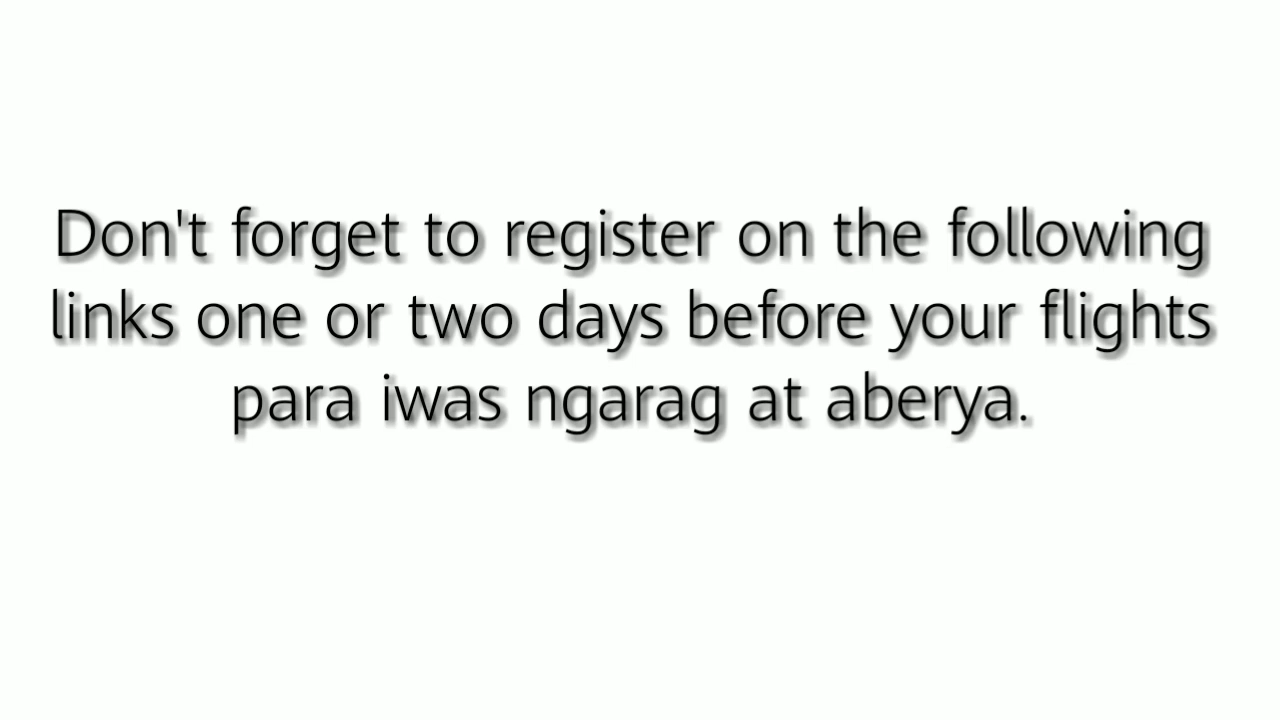 Don't forget to register on the following
links one or two days before your flights
para iwas ngarag at aberya.